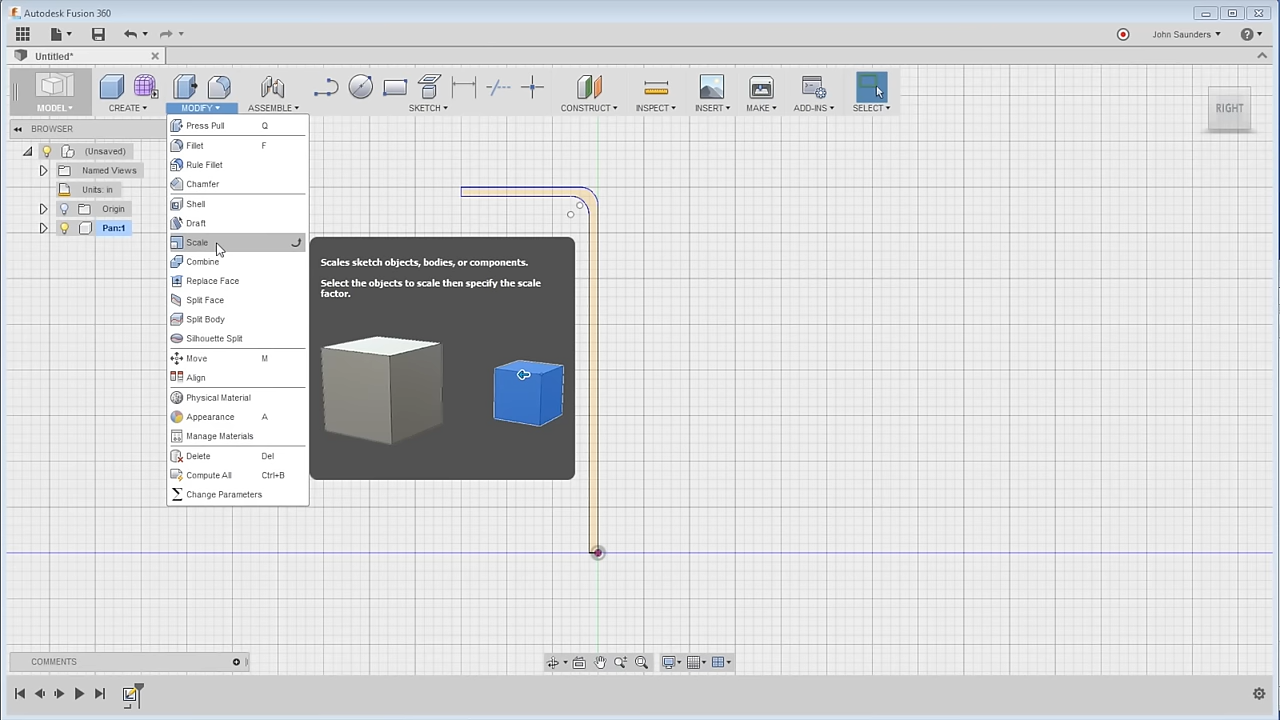 Autodesk Fusion 360
John Saunders
Untitled*
MODEL
CREATE
MODIFY
ASSEMBLE
SKETCH
CONSTRUCT
INSPECT
INSERT
MAKE
ADD-INS
SELECT
RIGHT
BROWSER
(Unsaved)
Named Views
Units: in
Origin
Pan:1
Press Pull Q
Fillet F
Rule Fillet
Chamfer
Shell
Draft
Scale
Combine
Replace Face
Split Face
Split Body
Silhouette Split
Move M
Align
Physical Material
Appearance A
Manage Materials
Delete Del
Compute All Ctrl+B
Change Parameters
Scales sketch objects, bodies, or components.
Select the objects to scale then specify the scale
factor.
COMMENTS